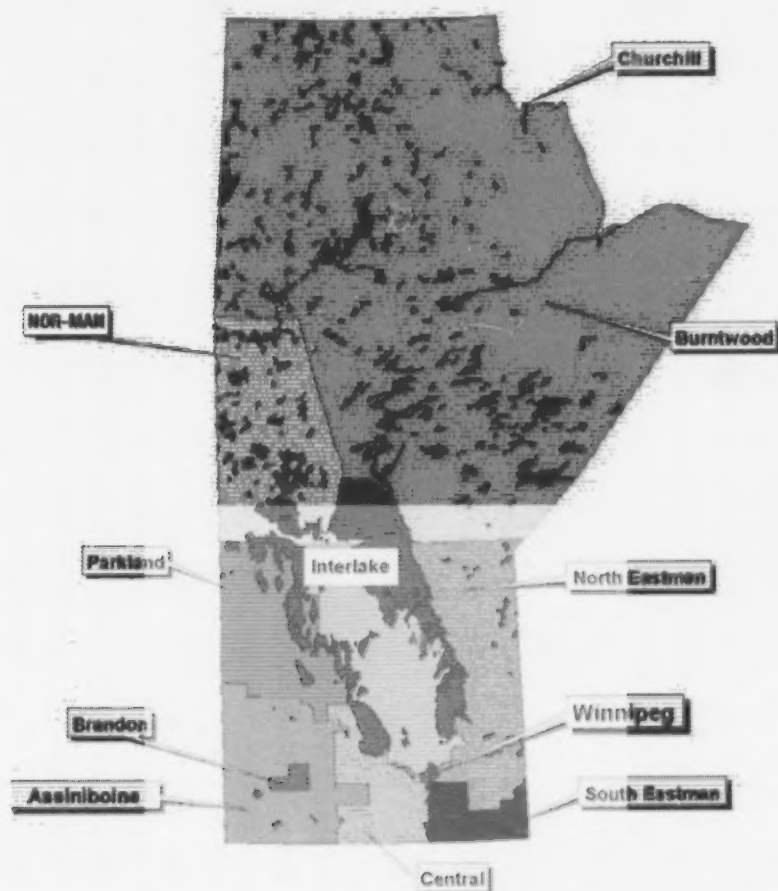 Churchill
NOR-MAN
Burntwood
Parkland
Interlake
North Eastman
Brandon
Winnipeg
Assiniboine
South Eastman
Central